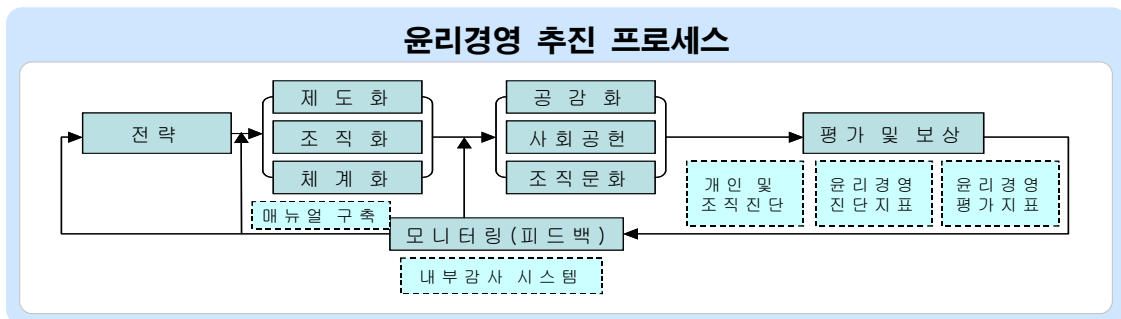 윤리경영 추진 프로세스
전략
제도화
조직화
체계화
매뉴얼 구축
공감화
사회공헌
조직문화
평가 및 보상
개인 및
조직진단
윤리경영
진단지표
윤리경영
평가지표
모니터링(피드백)
내부감사 시스템